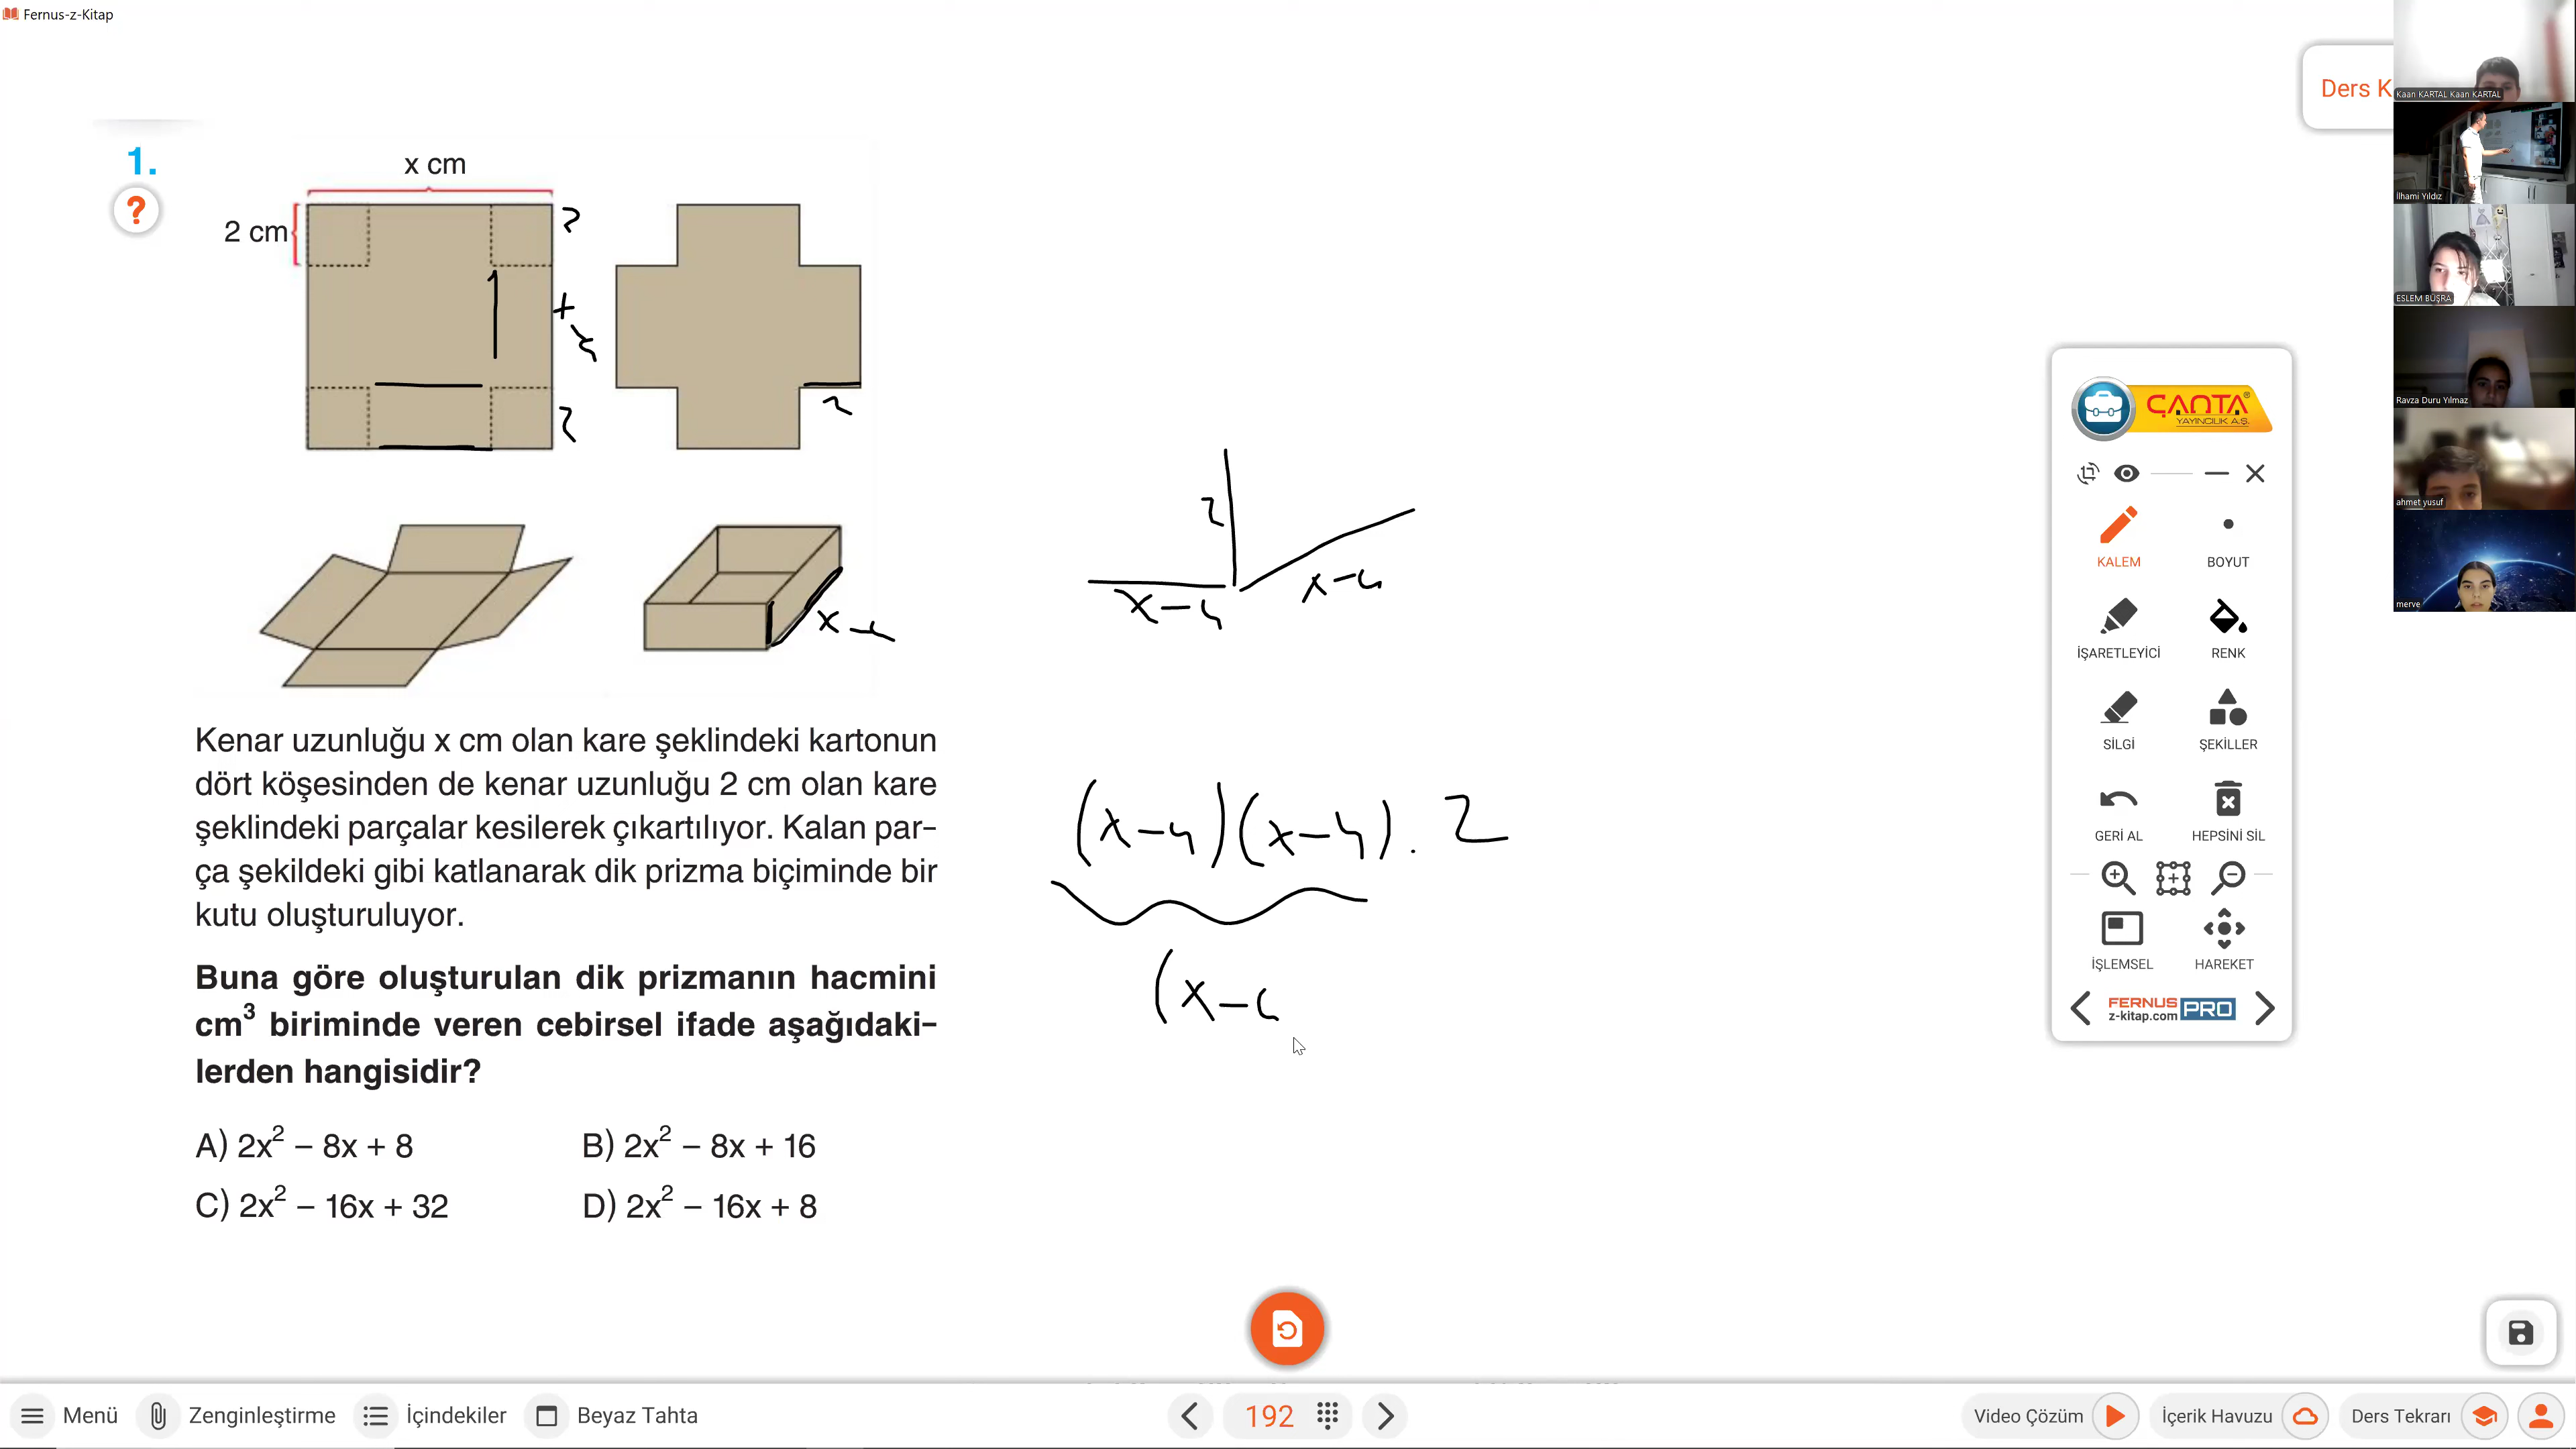 Fernus-z-Kitap
Ders K
Kaan KARTAL Kaan KARTAL
İlhami Yıldız
ESLEM BÜŞRA
Ravza Duru Yılmaz
ahmet yusuf
merve
1.
?
x cm
2 cm
2
x-4
2
2
x-4
2
x-4
x-4
(x-4)(x-4).2
(x-
Kenar uzunluğu x cm olan kare şeklindeki kartonun
dört köşesinden de kenar uzunluğu 2 cm olan kare
şeklindeki parçalar kesilerek çıkartılıyor. Kalan par-
ça şekildeki gibi katlanarak dik prizma biçiminde bir
kutu oluşturuluyor.
Buna göre oluşturulan dik prizmanın hacmini
cm³ biriminde veren cebirsel ifade aşağıdaki-
lerden hangisidir?
A) 2x² – 8x + 8
B) 2x² – 8x + 16
C) 2x² – 16x + 32
D) 2x² – 16x + 8
ÇANTA®
YAYINCILIK A.Ş.
KALEM
BOYUT
İŞARETLEYİCİ
RENK
SİLGİ
ŞEKİLLER
GERİ AL
HEPSİNİ SİL
İŞLEMSEL
HAREKET
FERNUS
z-kitap.com PRO
Menü
Zenginleştirme
İçindekiler
Beyaz Tahta
192
Video Çözüm
İçerik Havuzu
Ders Tekrarı